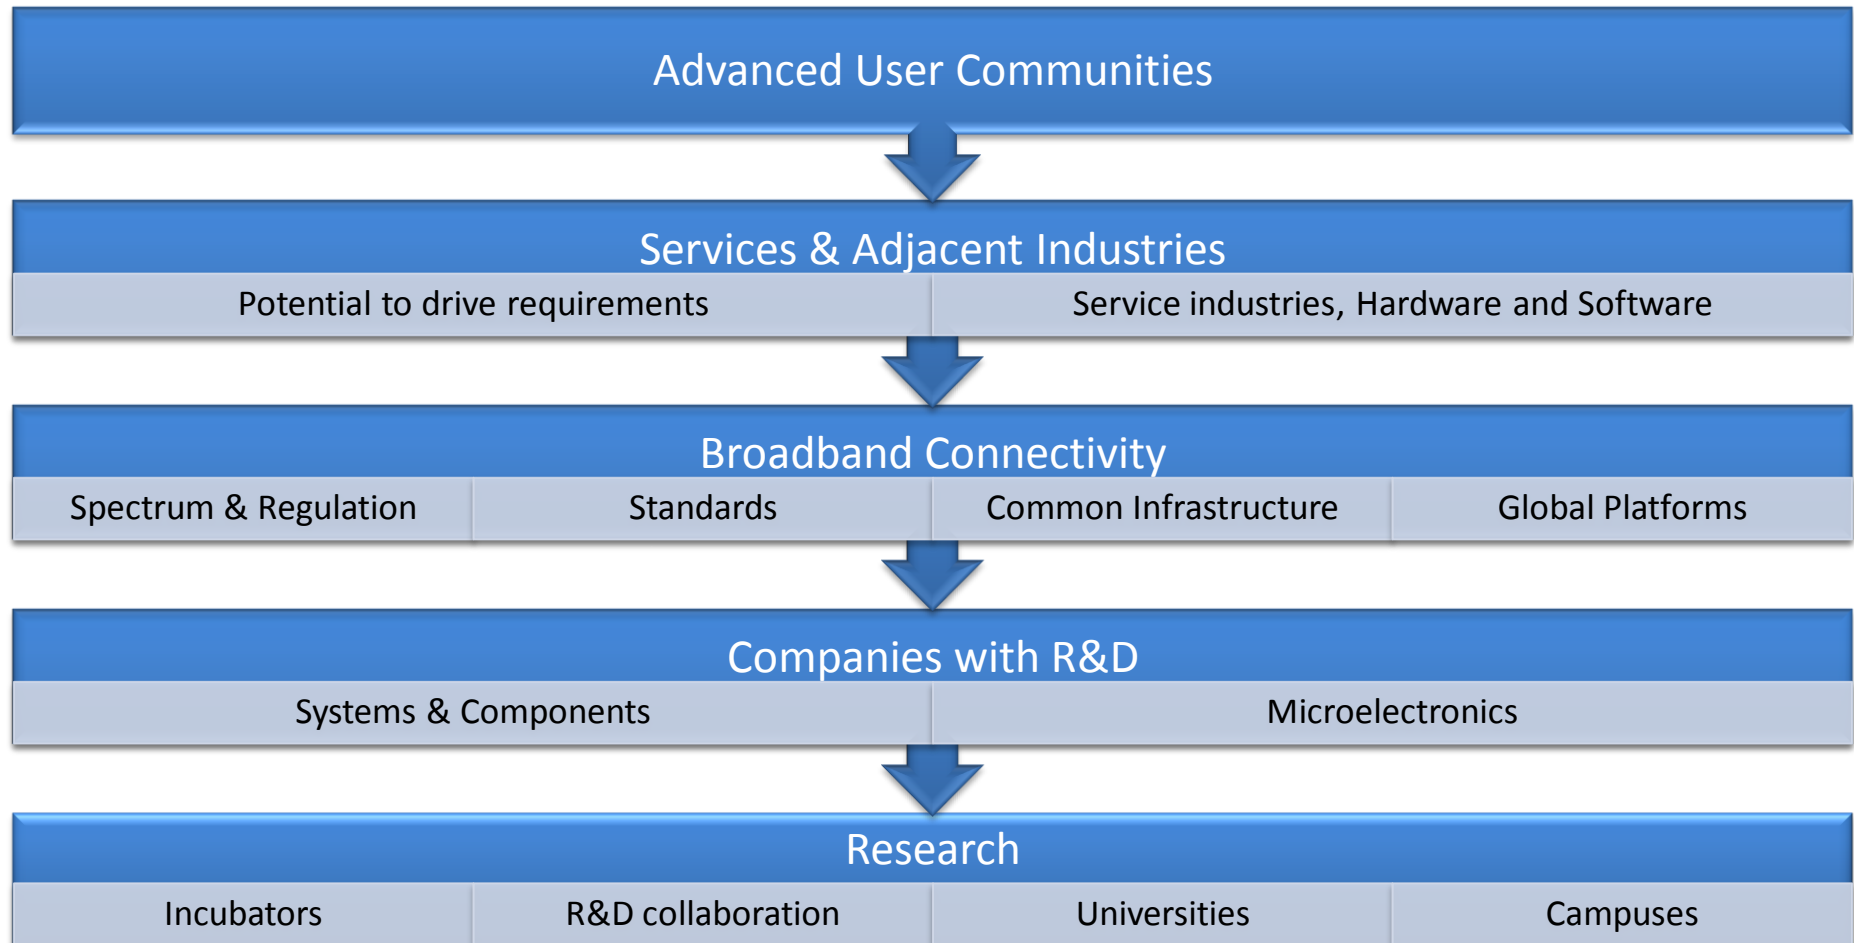 Advanced User Communities
Services & Adjacent Industries
Potential to drive requirements
Service industries, Hardware and Software
Broadband Connectivity
Spectrum & Regulation
Standards
Common Infrastructure
Global Platforms
Companies with R&D
Systems & Components
Microelectronics
Research
Incubators
R&D collaboration
Universities
Campuses